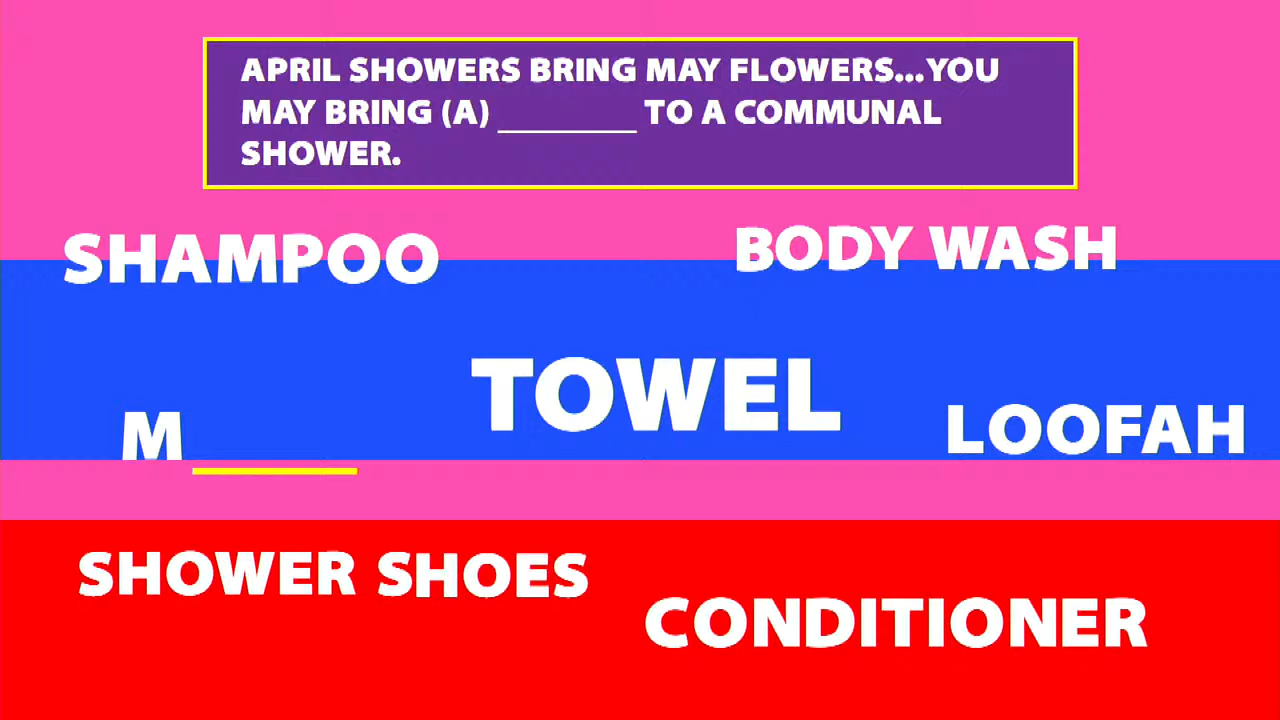 APRIL SHOWERS BRING MAY FLOWERS...YOU
MAY BRING (A) ________ TO A COMMUNAL
SHOWER.
SHAMPOO
BODY WASH
TOWEL
M______
LOOFAH
SHOWER SHOES
CONDITIONER